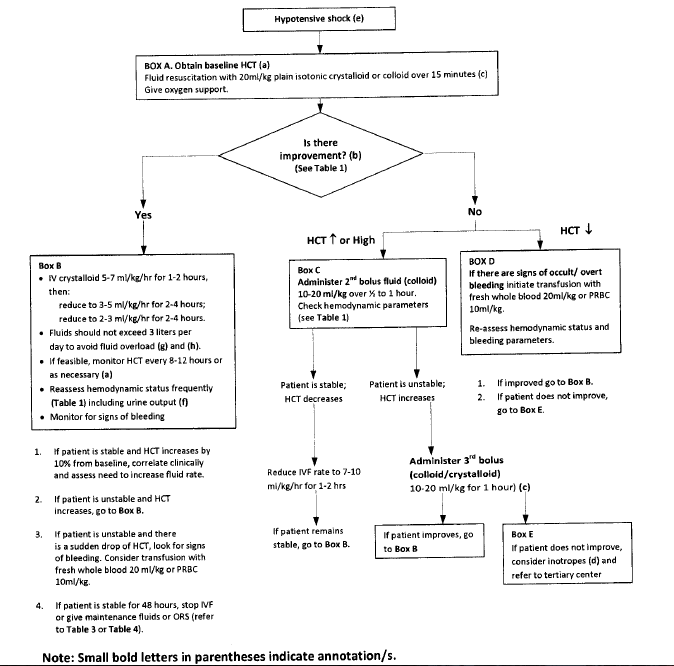 Hypotensive shock (e)
BOX A. Obtain baseline HCT (a)
Fluid resuscitation with 20ml/kg plain isotonic crystalloid or colloid over 15 minutes (c)
Give oxygen support.
Is there
improvement? (b)
(See Table 1)
Yes
No
HCT ↑ or High
HCT ↓
Box B
• IV crystalloid 5-7 ml/kg/hr for 1-2 hours,
then:
reduce to 3-5 ml/kg/hr for 2-4 hours;
reduce to 2-3 ml/kg/hr for 2-4 hours.
• Fluids should not exceed 3 liters per
day to avoid fluid overload (g) and (h).
• If feasible, monitor HCT every 8-12 hours or
as necessary (a)
• Reassess hemodynamic status frequently
(Table 1) including urine output (f)
• Monitor for signs of bleeding
1. If patient is stable and HCT increases by
10% from baseline, correlate clinically
and assess need to increase fluid rate.
2. If patient is unstable and HCT
increases, go to Box B.
3. If patient is unstable and there
is a sudden drop of HCT, look for signs
of bleeding. Consider transfusion with
fresh whole blood 20 ml/kg or PRBC
10ml/kg.
4. If patient is stable for 48 hours, stop IVF
or give maintenance fluids or ORS (refer
to Table 3 or Table 4).
Box C
Administer 2nd bolus fluid (colloid)
10-20 ml/kg over ½ to 1 hour.
Check hemodynamic parameters
(see Table 1)
BOX D
If there are signs of occult/ overt
bleeding initiate transfusion with
fresh whole blood 20ml/kg or PRBC
10ml/kg.
Re-assess hemodynamic status and
bleeding parameters.
1. If improved go to Box B.
2. If patient does not improve,
go to Box E.
Patient is stable;
HCT decreases
Patient is unstable;
HCT increases
Reduce IVF rate to 7-10
ml/kg/hr for 1-2 hrs
If patient remains
stable, go to Box B.
Administer 3rd bolus
(colloid/crystalloid)
10-20 ml/kg for 1 hour) (c)
If patient improves, go
to Box B
Box E
If patient does not improve,
consider inotropes (d) and
refer to tertiary center
Note: Small bold letters in parentheses indicate annotation/s.